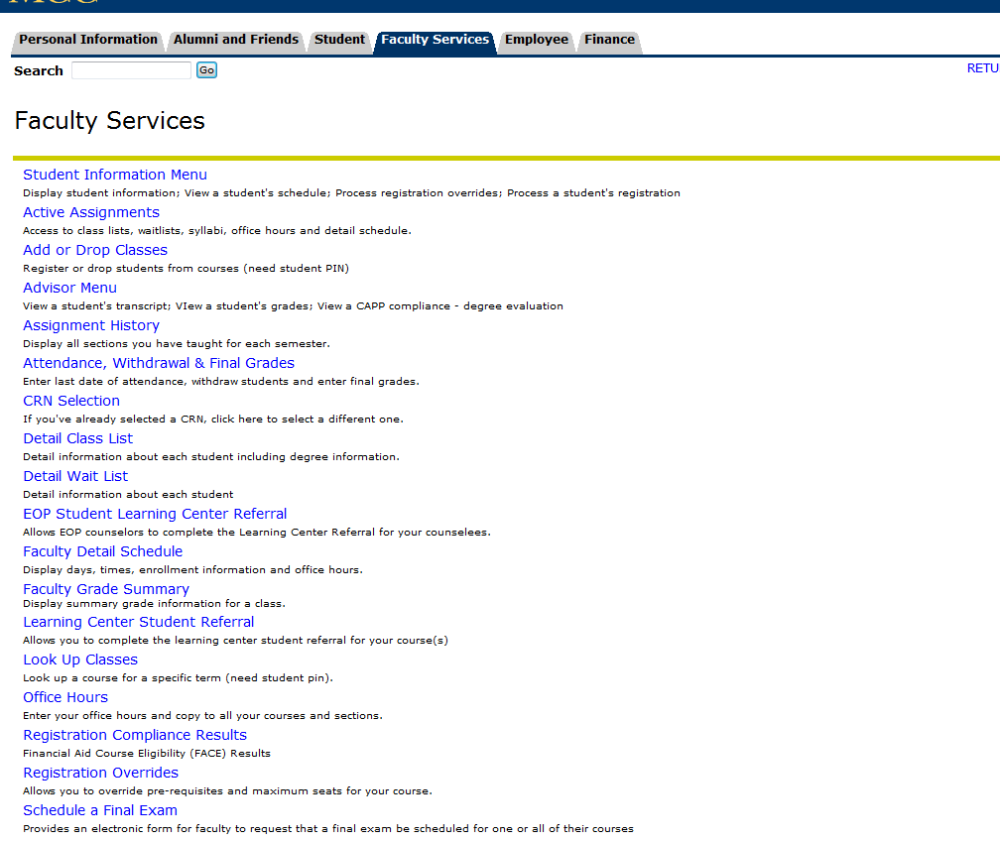 MCC
Personal Information Alumni and Friends Student Faculty Services Employee Finance
Search Go RETU
Faculty Services
Student Information Menu
Display student information; View a student's schedule; Process registration overrides; Process a student's registration
Active Assignments
Access to class lists, waitlists, syllabi, office hours and detail schedule.
Add or Drop Classes
Register or drop students from courses (need student PIN)
Advisor Menu
View a student's transcript; VIew a student's grades; View a CAPP compliance - degree evaluation
Assignment History
Display all sections you have taught for each semester.
Attendance, Withdrawal & Final Grades
Enter last date of attendance, withdraw students and enter final grades.
CRN Selection
If you've already selected a CRN, click here to select a different one.
Detail Class List
Detail information about each student including degree information.
Detail Wait List
Detail information about each student
EOP Student Learning Center Referral
Allows EOP counselors to complete the Learning Center Referral for your counselees.
Faculty Detail Schedule
Display days, times, enrollment information and office hours.
Faculty Grade Summary
Display summary grade information for a class.
Learning Center Student Referral
Allows you to complete the learning center student referral for your course(s)
Look Up Classes
Look up a course for a specific term (need student pin).
Office Hours
Enter your office hours and copy to all your courses and sections.
Registration Compliance Results
Financial Aid Course Eligibility (FACE) Results
Registration Overrides
Allows you to override pre-requisites and maximum seats for your course.
Schedule a Final Exam
Provides an electronic form for faculty to request that a final exam be scheduled for one or all of their courses